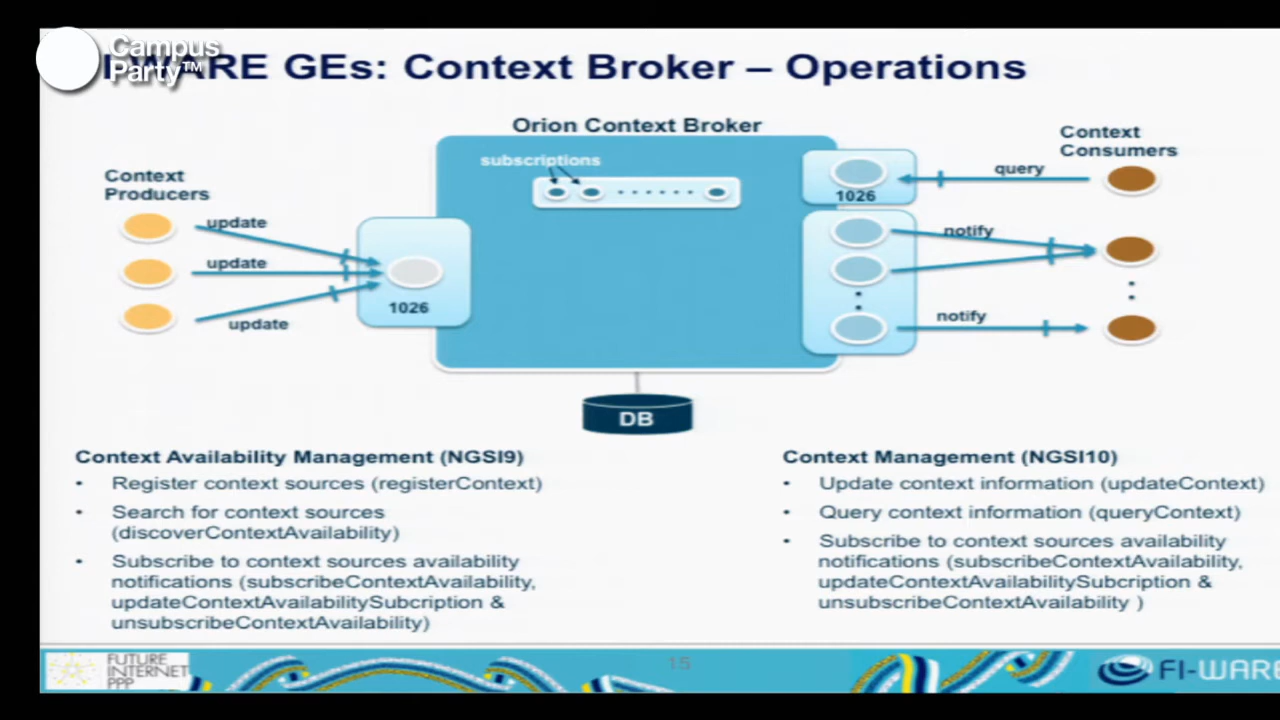 Campus
Party™
WARE GEs: Context Broker – Operations
Orion Context Broker
subscriptions
Context
Producers
update
update
update
1026
1026
query
notify
notify
Context
Consumers
DB
Context Availability Management (NGSI9)
• Register context sources (registerContext)
• Search for context sources
(discoverContextAvailability)
• Subscribe to context sources availability
notifications (subscribeContextAvailability,
updateContextAvailabilitySubcription &
unsubscribeContextAvailability)
Context Management (NGSI10)
• Update context information (updateContext)
• Query context information (queryContext)
• Subscribe to context sources availability
notifications (subscribeContextAvailability,
updateContextAvailabilitySubcription &
unsubscribeContextAvailability )
FUTURE
INTERNET
PPP
15
FI-WARE